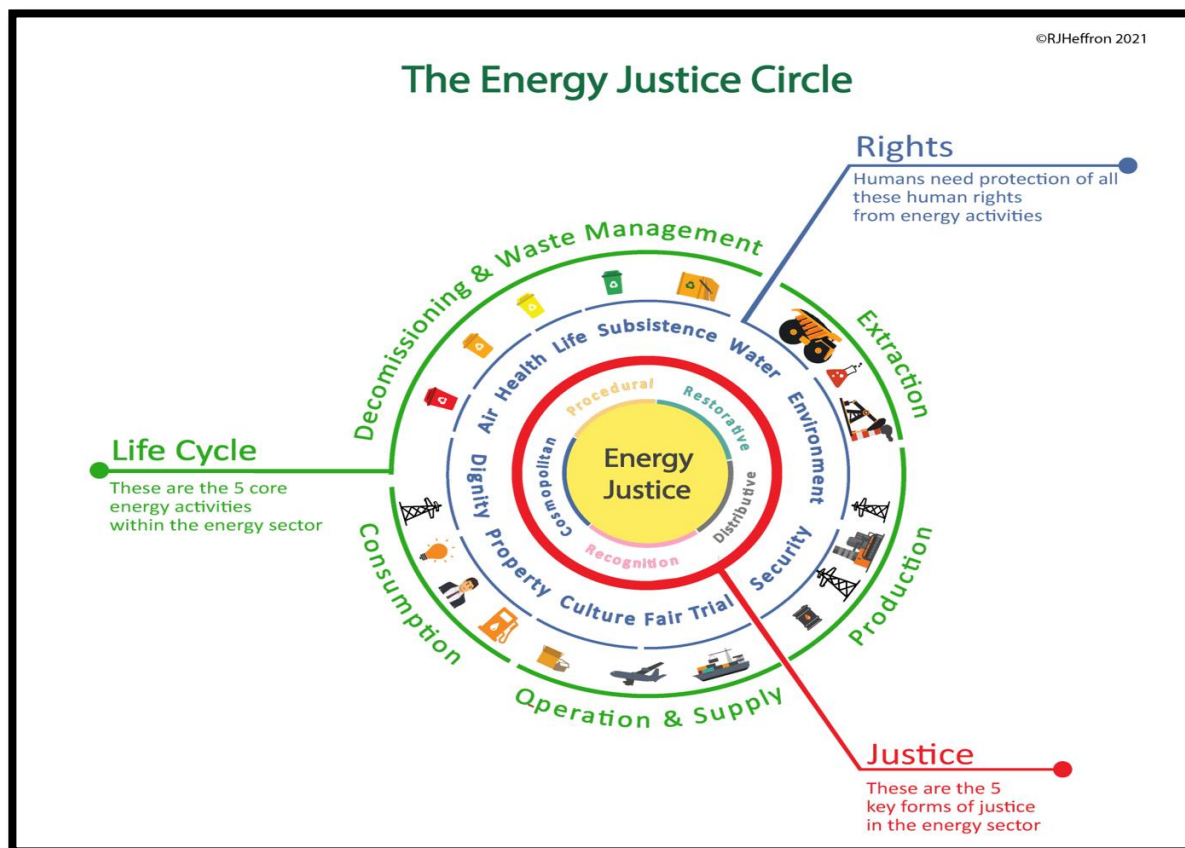 ©RJHeffron 2021
The Energy Justice Circle
Rights
Humans need protection of all
these human rights
from energy activities
Decomissioning & Waste Management
Extraction
Production
Operation & Supply
Consumption
Life Cycle
These are the 5 core
energy activities
within the energy sector
Air
Health
Life
Subsistence
Water
Environment
Security
Fair Trial
Culture
Property
Dignity
Procedural
Restorative
Distributive
Recognition
Cosmopolitan
Energy
Justice
Justice
These are the 5
key forms of justice
in the energy sector